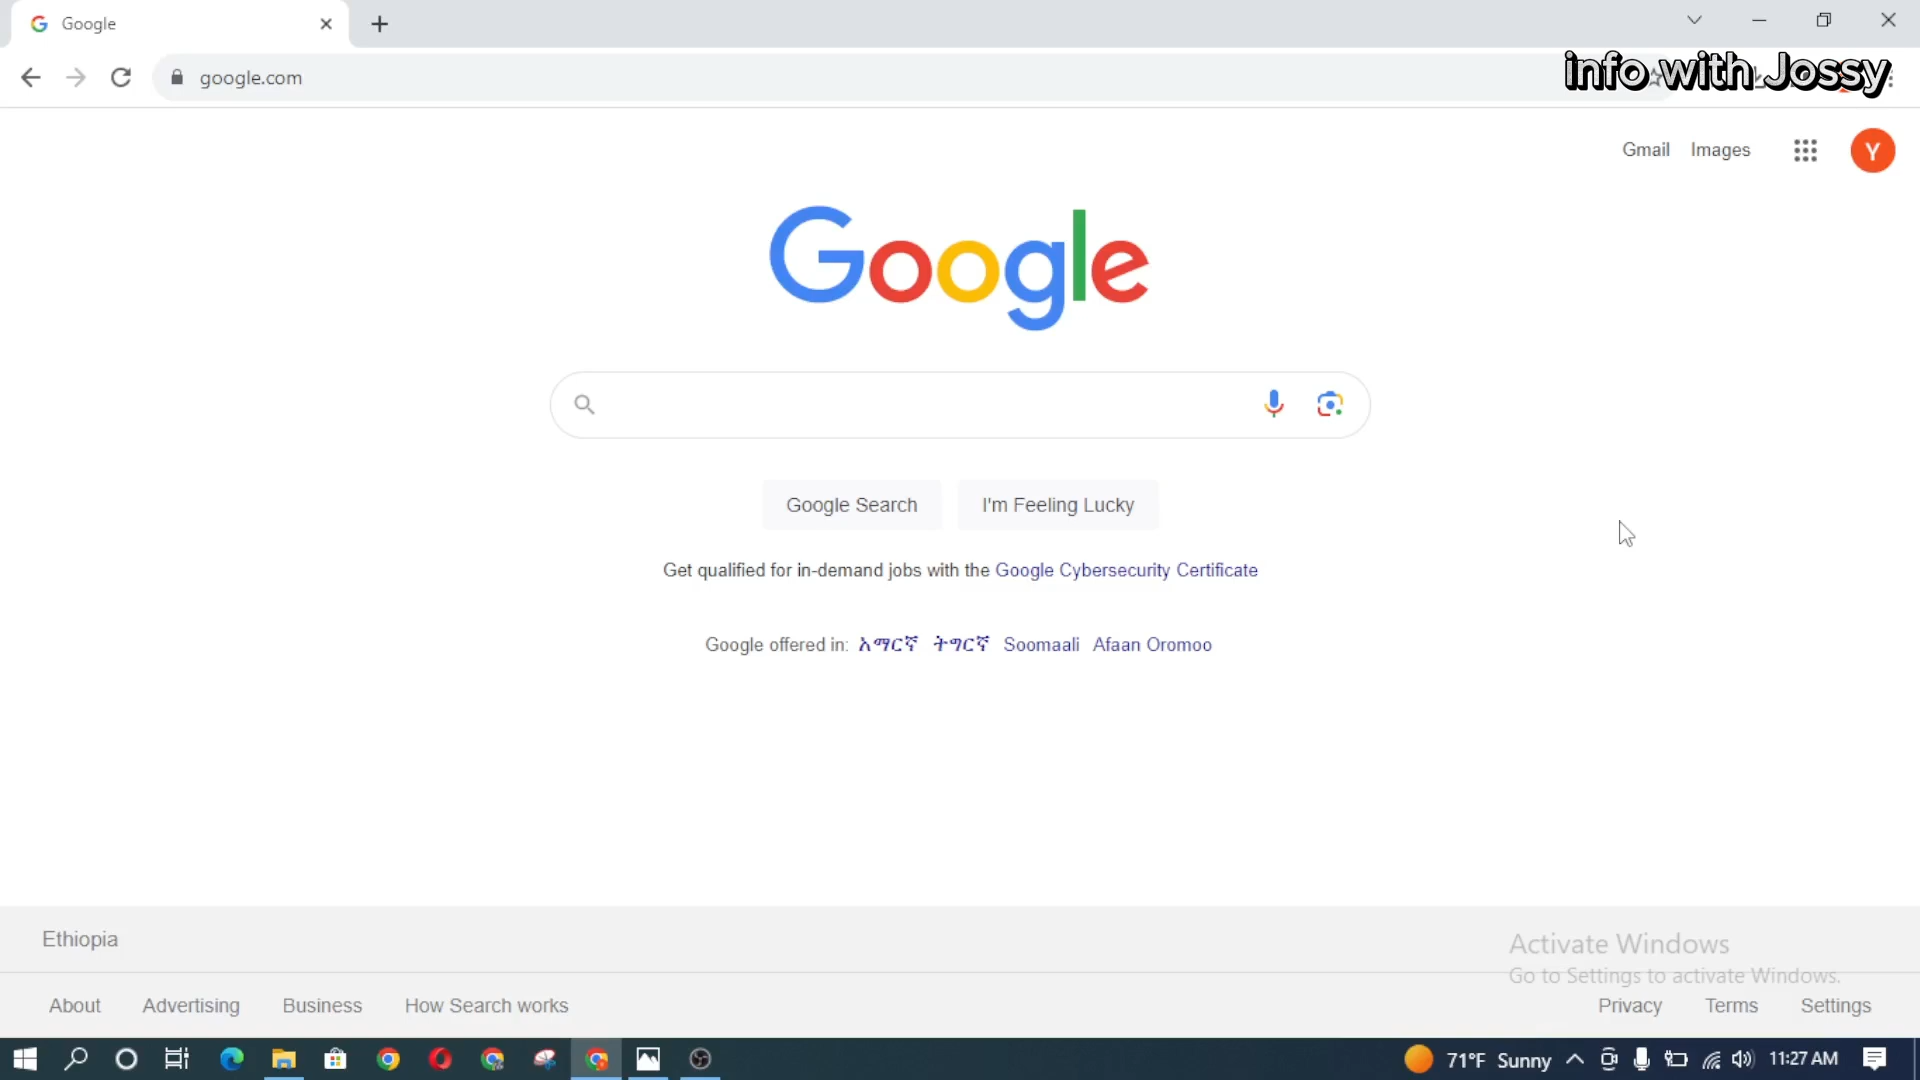 Google
google.com
info with Jossy
Gmail Images
Y
Google
Google Search I'm Feeling Lucky
Get qualified for in-demand jobs with the Google Cybersecurity Certificate
Google offered in: አማርኛ ትግርኛ Soomaali Afaan Oromoo
Ethiopia
Activate Windows
Go to Settings to activate Windows.
About Advertising Business How Search works Privacy Terms Settings
71°F Sunny 11:27 AM